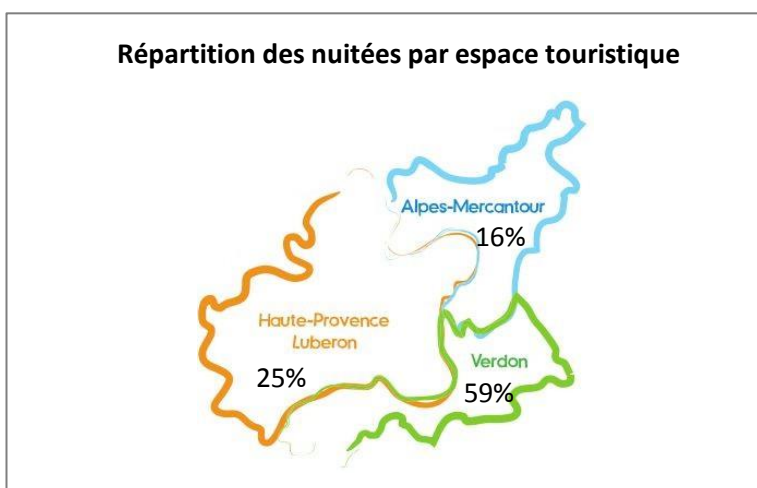 Répartition des nuitées par espace touristique
Alpes-Mercantour
16%
Haute-Provence
Luberon
25%
Verdon
59%